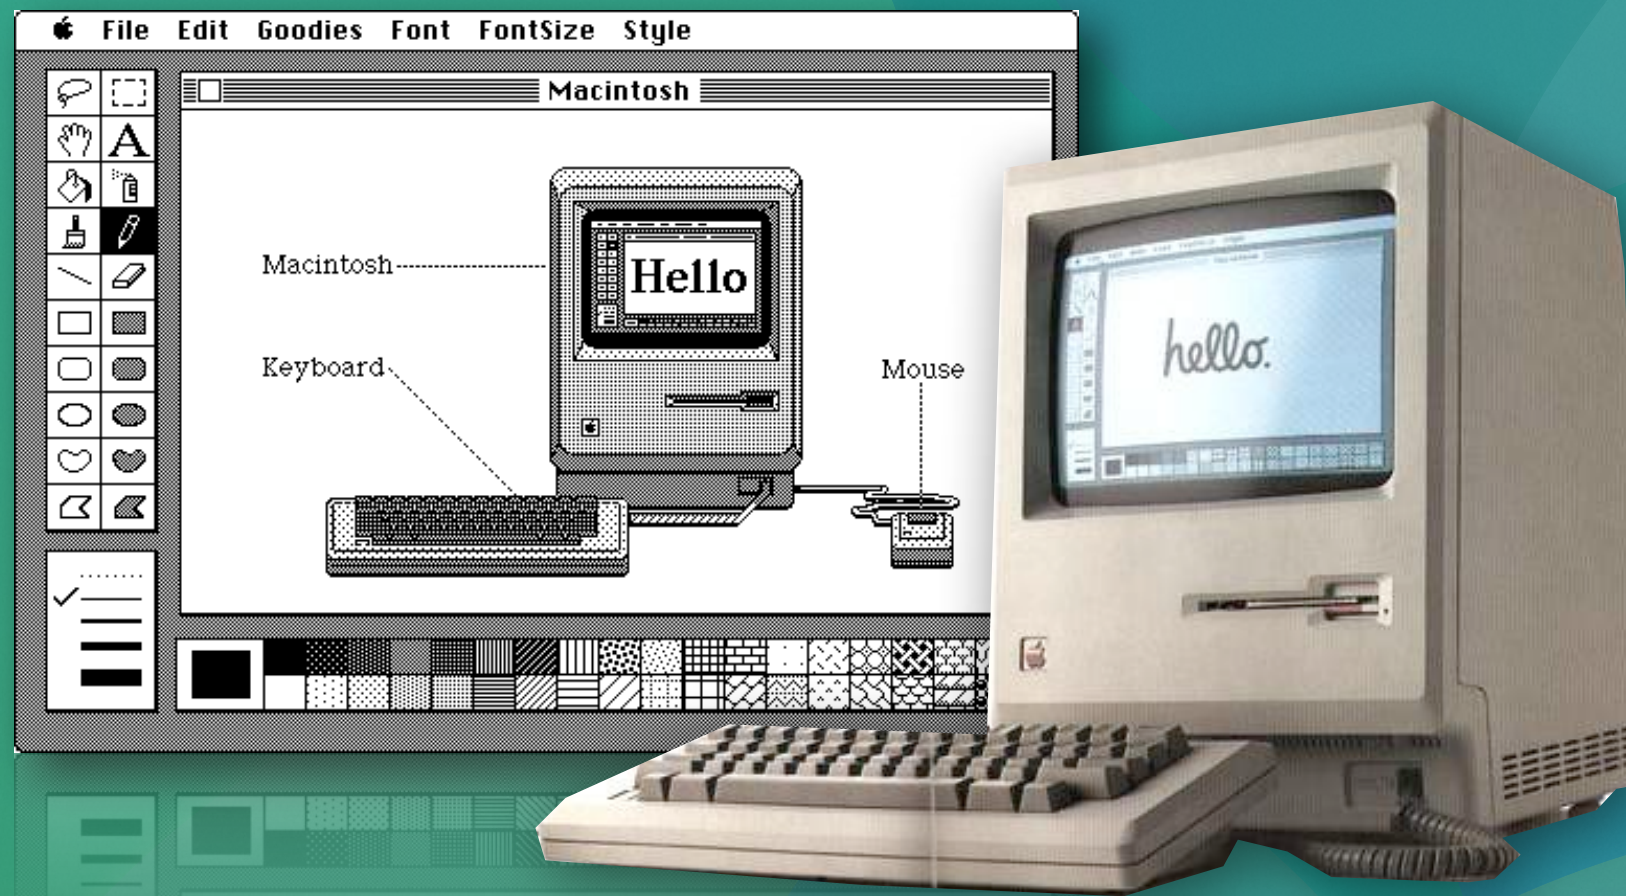 File Edit Goodies Font FontSize Style
Macintosh
A
Macintosh
Hello
Keyboard
Mouse
hello.